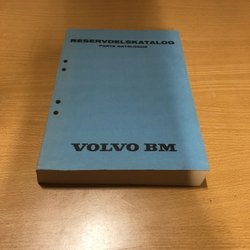 RESERVDELSKATALOG
PARTS CATALOGUE
VOLVO BM